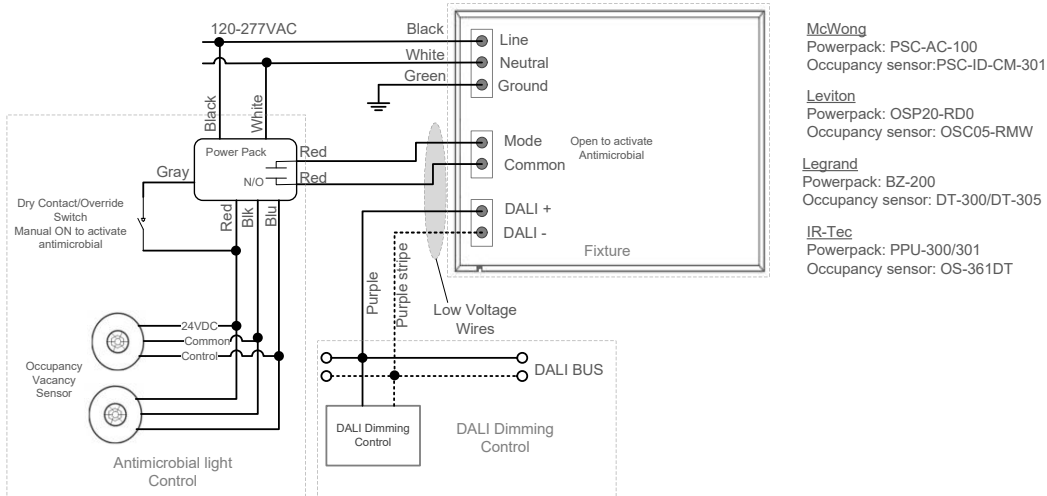 120-277VAC
Black
White
Green
Line
Neutral
Ground
Black
White
Power Pack
N/O
Red
Red
Mode
Common
Open to activate
Antimicrobial
Gray
Dry Contact/Override
Switch
Manual ON to activate
antimicrobial
Red
Blk
Blu
DALI +
DALI -
Fixture
Purple
Purple stripe
Low Voltage
Wires
24VDC
Common
Control
Occupancy
Vacancy
Sensor
DALI BUS
DALI Dimming
Control
DALI Dimming
Control
Antimicrobial light
Control
McWong
Powerpack: PSC-AC-100
Occupancy sensor:PSC-ID-CM-301
Leviton
Powerpack: OSP20-RD0
Occupancy sensor: OSC05-RMW
Legrand
Powerpack: BZ-200
Occupancy sensor: DT-300/DT-305
IR-Tec
Powerpack: PPU-300/301
Occupancy sensor: OS-361DT